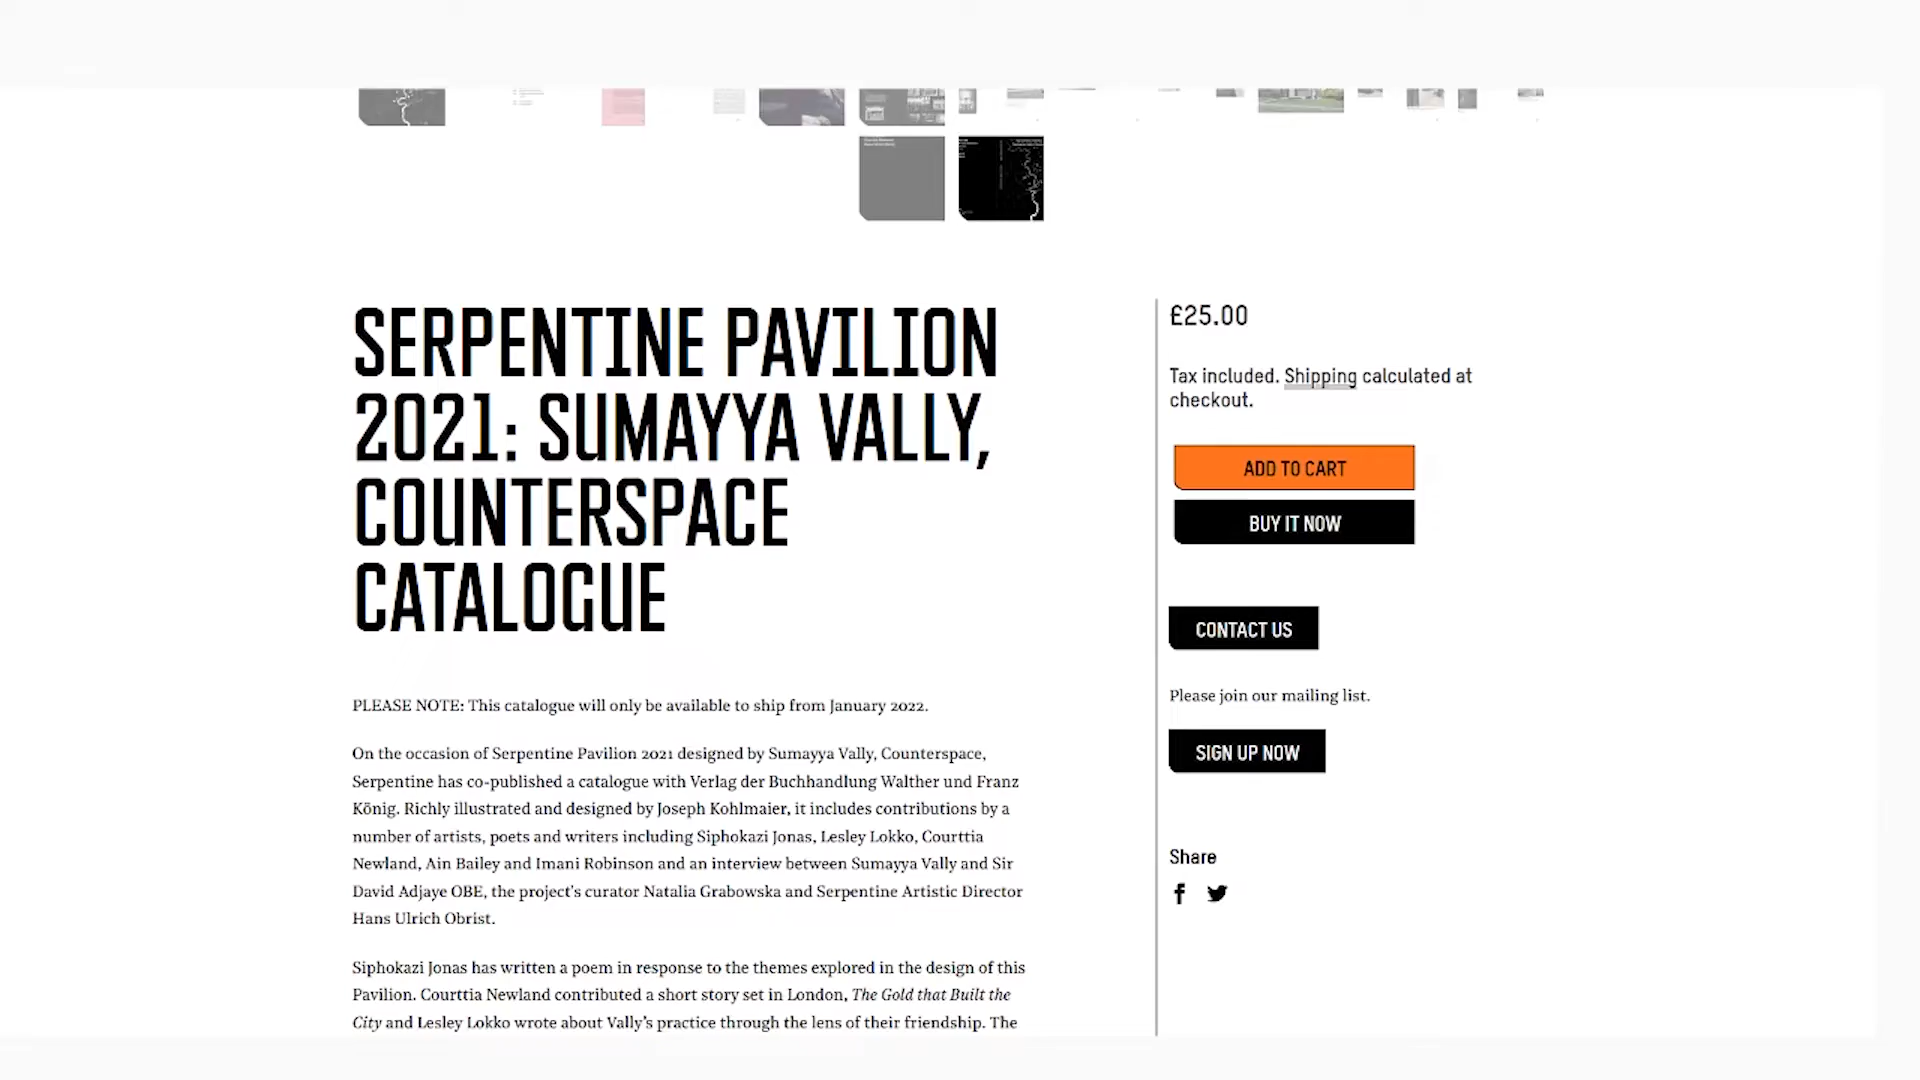 SERPENTINE PAVILION
2021: SUMAYYA VALLY,
COUNTERSPACE
CATALOGUE
PLEASE NOTE: This catalogue will only be available to ship from January 2022.
On the occasion of Serpentine Pavilion 2021 designed by Sumayya Vally, Counterspace,
Serpentine has co-published a catalogue with Verlag der Buchhandlung Walther und Franz
König. Richly illustrated and designed by Joseph Kohlmaier, it includes contributions by a
number of artists, poets and writers including Siphokazi Jonas, Lesley Lokko, Courttia
Newland, Ain Bailey and Imani Robinson and an interview between Sumayya Vally and Sir
David Adjaye OBE, the project's curator Natalia Grabowska and Serpentine Artistic Director
Hans Ulrich Obrist.
Siphokazi Jonas has written a poem in response to the themes explored in the design of this
Pavilion. Courttia Newland contributed a short story set in London, The Gold that Built the
City and Lesley Lokko wrote about Vally's practice through the lens of their friendship. The
£25.00
Tax included. Shipping calculated at
checkout.
ADD TO CART
BUY IT NOW
CONTACT US
Please join our mailing list.
SIGN UP NOW
Share